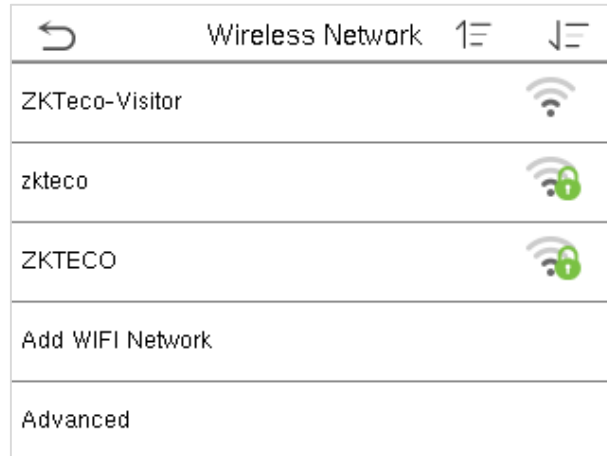 Wireless Network
ZKTeco-Visitor
zkteco
ZKTECO
Add WIFI Network
Advanced